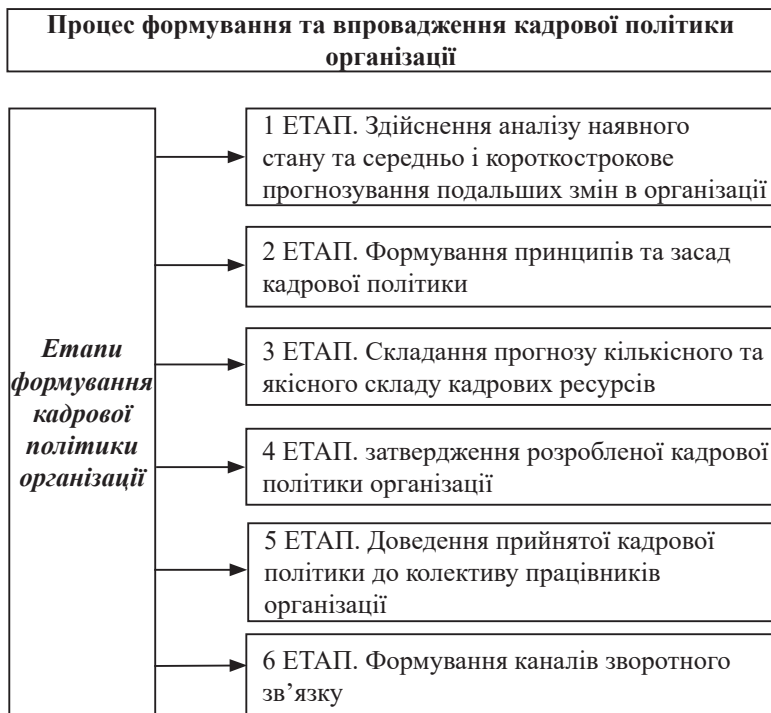 Процес формування та впровадження кадрової політики
організації
Етапи
формування
кадрової
політики
організації
1 ЕТАП. Здійснення аналізу наявного
стану та середньо і короткострокове
прогнозування подальших змін в організації
2 ЕТАП. Формування принципів та засад
кадрової політики
3 ЕТАП. Складання прогнозу кількісного та
якісного складу кадрових ресурсів
4 ЕТАП. затвердження розробленої кадрової
політики організації
5 ЕТАП. Доведення прийнятої кадрової
політики до колективу працівників
організації
6 ЕТАП. Формування каналів зворотного
зв’язку